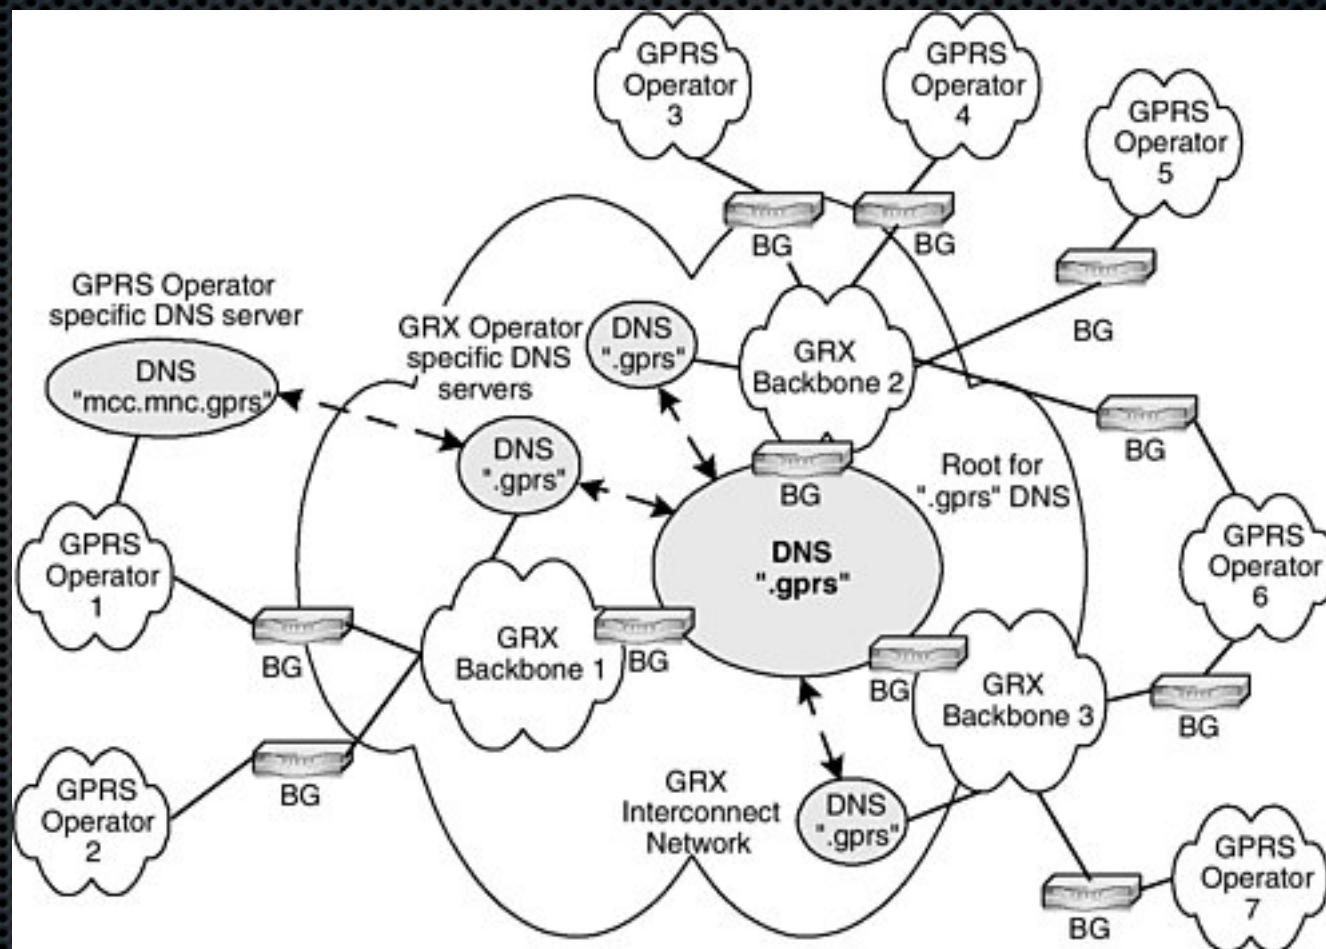 GPRS
Operator
3
GPRS
Operator
4
GPRS
Operator
5
BG
BG
BG
GPRS Operator
specific DNS server
DNS
"mcc.mnc.gprs"
GRX Operator
specific DNS
servers
DNS
".gprs"
GRX
Backbone 2
BG
DNS
".gprs"
BG
Root for
".gprs" DNS
DNS
".gprs"
GPRS
Operator
1
GPRS
Operator
6
BG
GRX
Backbone 1
BG
BG
GRX
Backbone 3
BG
GPRS
Operator
2
BG
GRX
Interconnect
Network
DNS
".gprs"
GPRS
Operator
7
BG